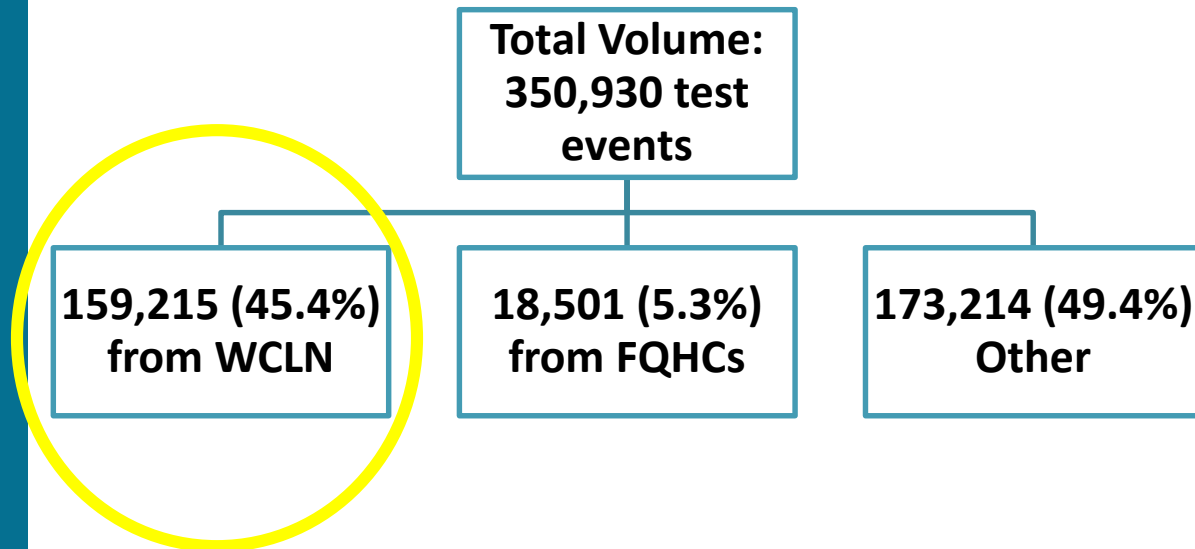 Total Volume:
350,930 test
events
159,215 (45.4%)
from WCLN
18,501 (5.3%)
from FQHCs
173,214 (49.4%)
Other